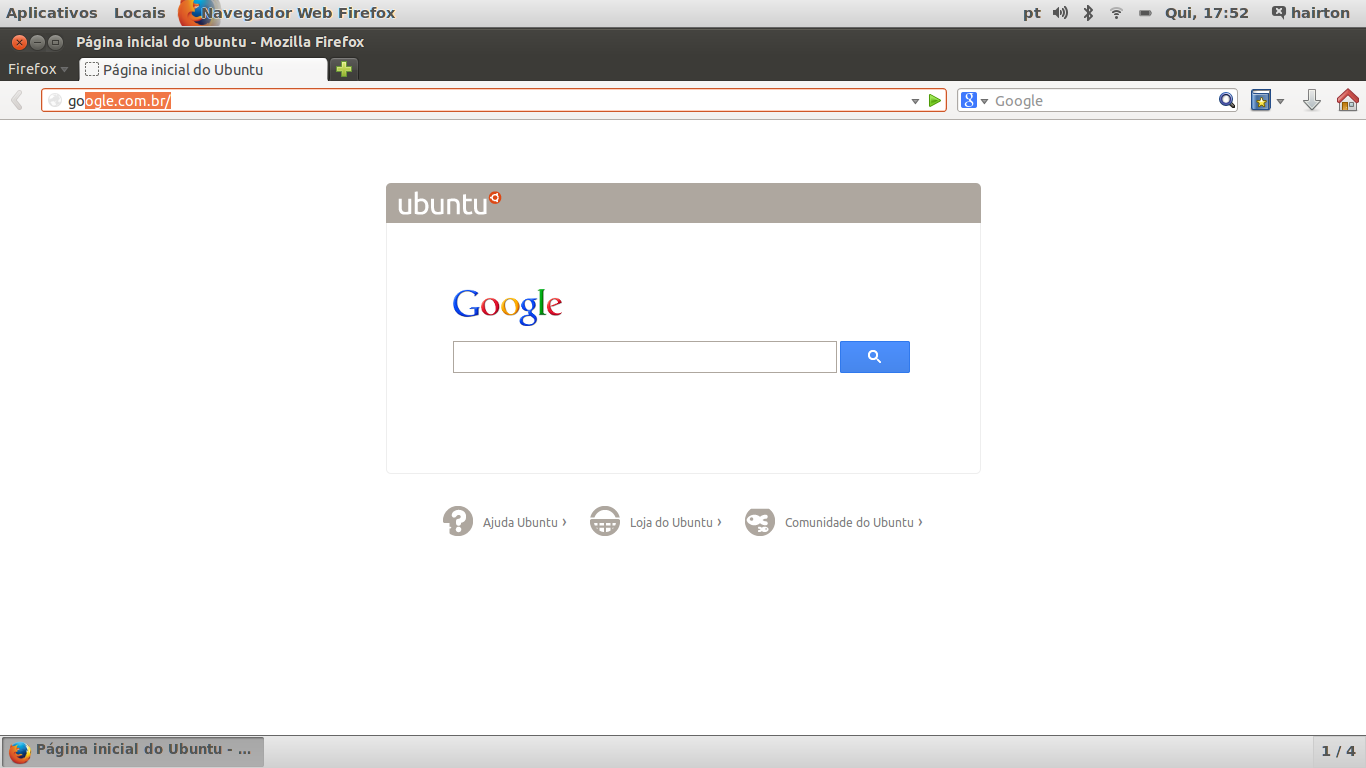 Aplicativos Locais Navegador Web Firefox pt Qui, 17:52 hairton
Página inicial do Ubuntu - Mozilla Firefox
Firefox Página inicial do Ubuntu
google.com.br/ Google
ubuntu
Google
Ajuda Ubuntu › Loja do Ubuntu › Comunidade do Ubuntu ›
Página inicial do Ubuntu - ... 1 / 4